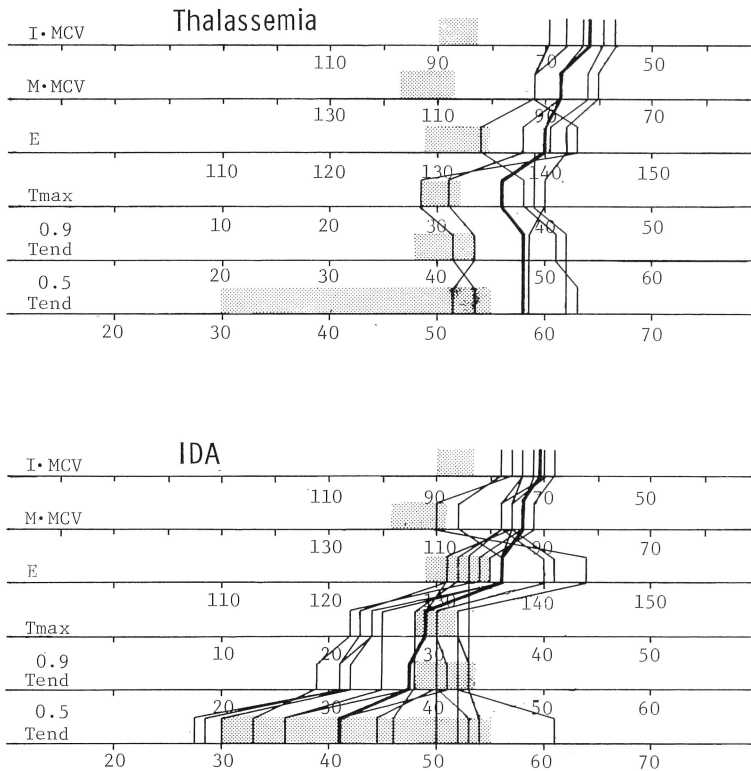 Thalassemia
I·MCV
110 90 70 50
M·MCV
130 110 90 70
E
110 120 130 140 150
Tmax
10 20 30 40 50
0.9
Tend
20 30 40 50 60
0.5
Tend
20 30 40 50 60 70
IDA
I·MCV
110 90 70 50
M·MCV
130 110 90 70
E
110 120 130 140 150
Tmax
10 20 30 40 50
0.9
Tend
20 30 40 50 60
0.5
Tend
20 30 40 50 60 70